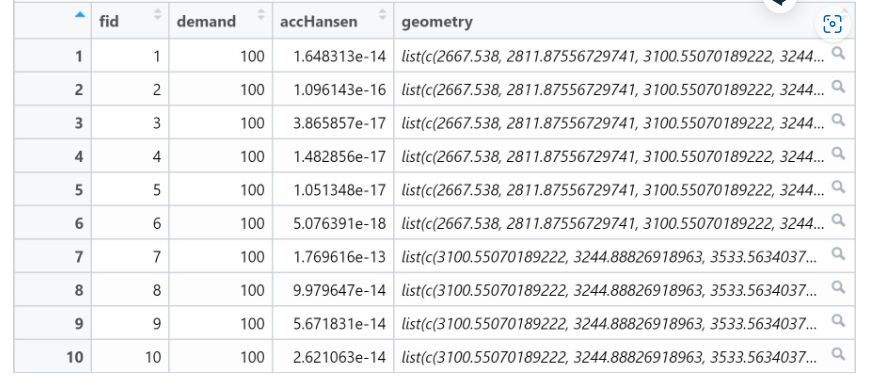 fid demand accHansen geometry
1 1 100 1.648313e-14 list(c(2667.538, 2811.87556729741, 3100.55070189222, 3244...
2 2 100 1.096143e-16 list(c(2667.538, 2811.87556729741, 3100.55070189222, 3244...
3 3 100 3.865857e-17 list(c(2667.538, 2811.87556729741, 3100.55070189222, 3244...
4 4 100 1.482856e-17 list(c(2667.538, 2811.87556729741, 3100.55070189222, 3244...
5 5 100 1.051348e-17 list(c(2667.538, 2811.87556729741, 3100.55070189222, 3244...
6 6 100 5.076391e-18 list(c(2667.538, 2811.87556729741, 3100.55070189222, 3244...
7 7 100 1.769616e-13 list(c(3100.55070189222, 3244.88826918963, 3533.5634037...
8 8 100 9.979647e-14 list(c(3100.55070189222, 3244.88826918963, 3533.5634037...
9 9 100 5.671831e-14 list(c(3100.55070189222, 3244.88826918963, 3533.5634037...
10 10 100 2.621063e-14 list(c(3100.55070189222, 3244.88826918963, 3533.5634037...